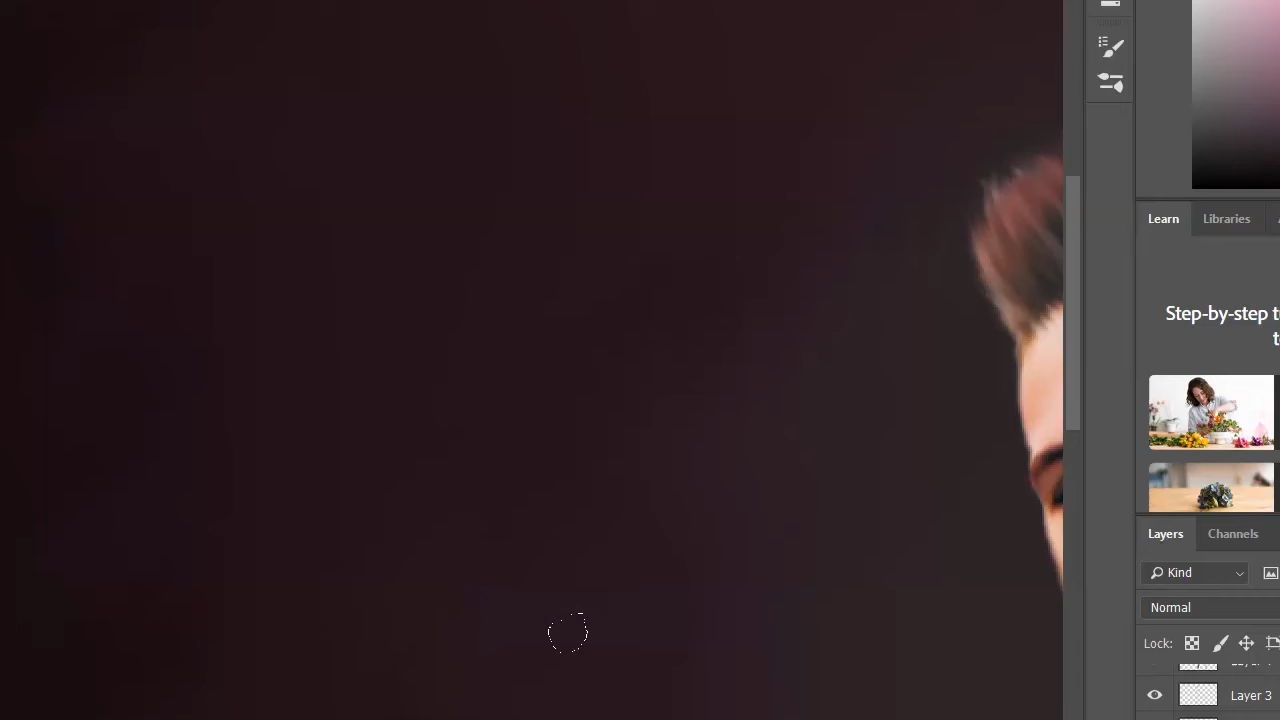 Learn
Libraries
Step-by-step
Layers
Channels
Kind
Normal
Lock:
Layer 3